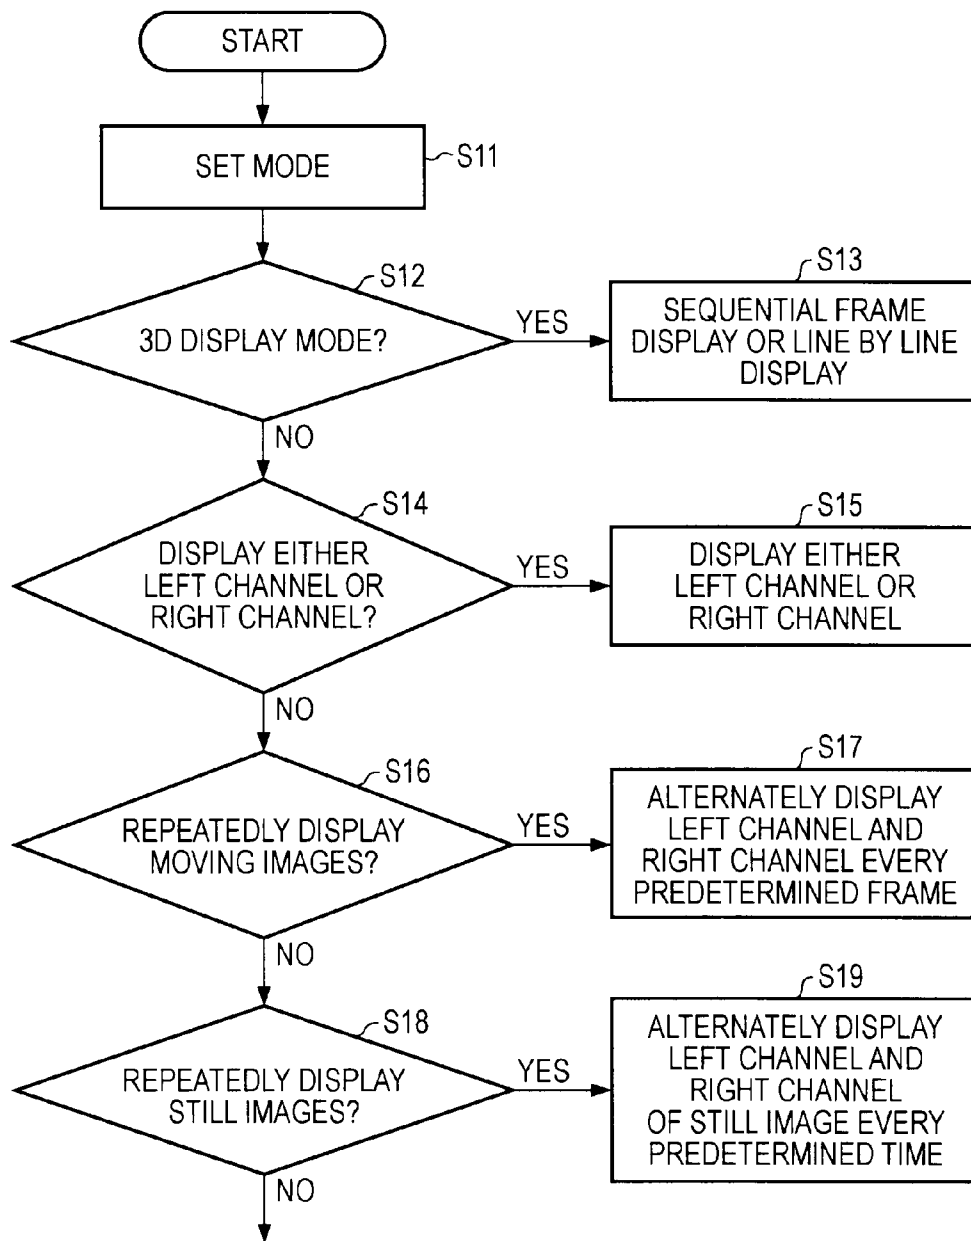 START
SET MODE
S11
S12
3D DISPLAY MODE?
YES
S13
SEQUENTIAL FRAME
DISPLAY OR LINE BY LINE
DISPLAY
NO
S14
DISPLAY EITHER
LEFT CHANNEL OR
RIGHT CHANNEL?
YES
S15
DISPLAY EITHER
LEFT CHANNEL OR
RIGHT CHANNEL
NO
S16
REPEATEDLY DISPLAY
MOVING IMAGES?
YES
S17
ALTERNATELY DISPLAY
LEFT CHANNEL AND
RIGHT CHANNEL EVERY
PREDETERMINED FRAME
NO
S18
REPEATEDLY DISPLAY
STILL IMAGES?
YES
S19
ALTERNATELY DISPLAY
LEFT CHANNEL AND
RIGHT CHANNEL
OF STILL IMAGE EVERY
PREDETERMINED TIME
NO